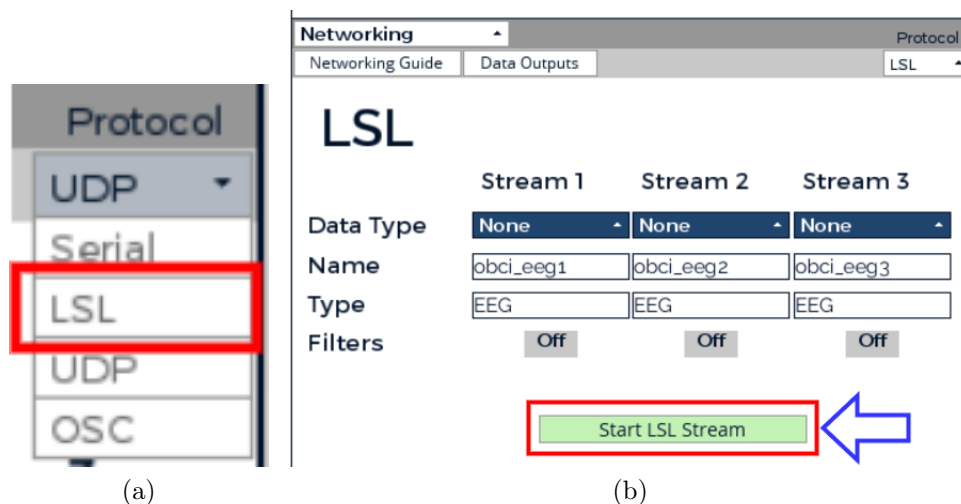 Protocol
UDP
Serial
LSL
UDP
OSC
(a)
Networking
Protocol
Networking Guide Data Outputs LSL
LSL
Stream 1 Stream 2 Stream 3
Data Type None None None
Name obci_eeg1 obci_eeg2 obci_eeg3
Type EEG EEG EEG
Filters Off Off Off
Start LSL Stream
(b)